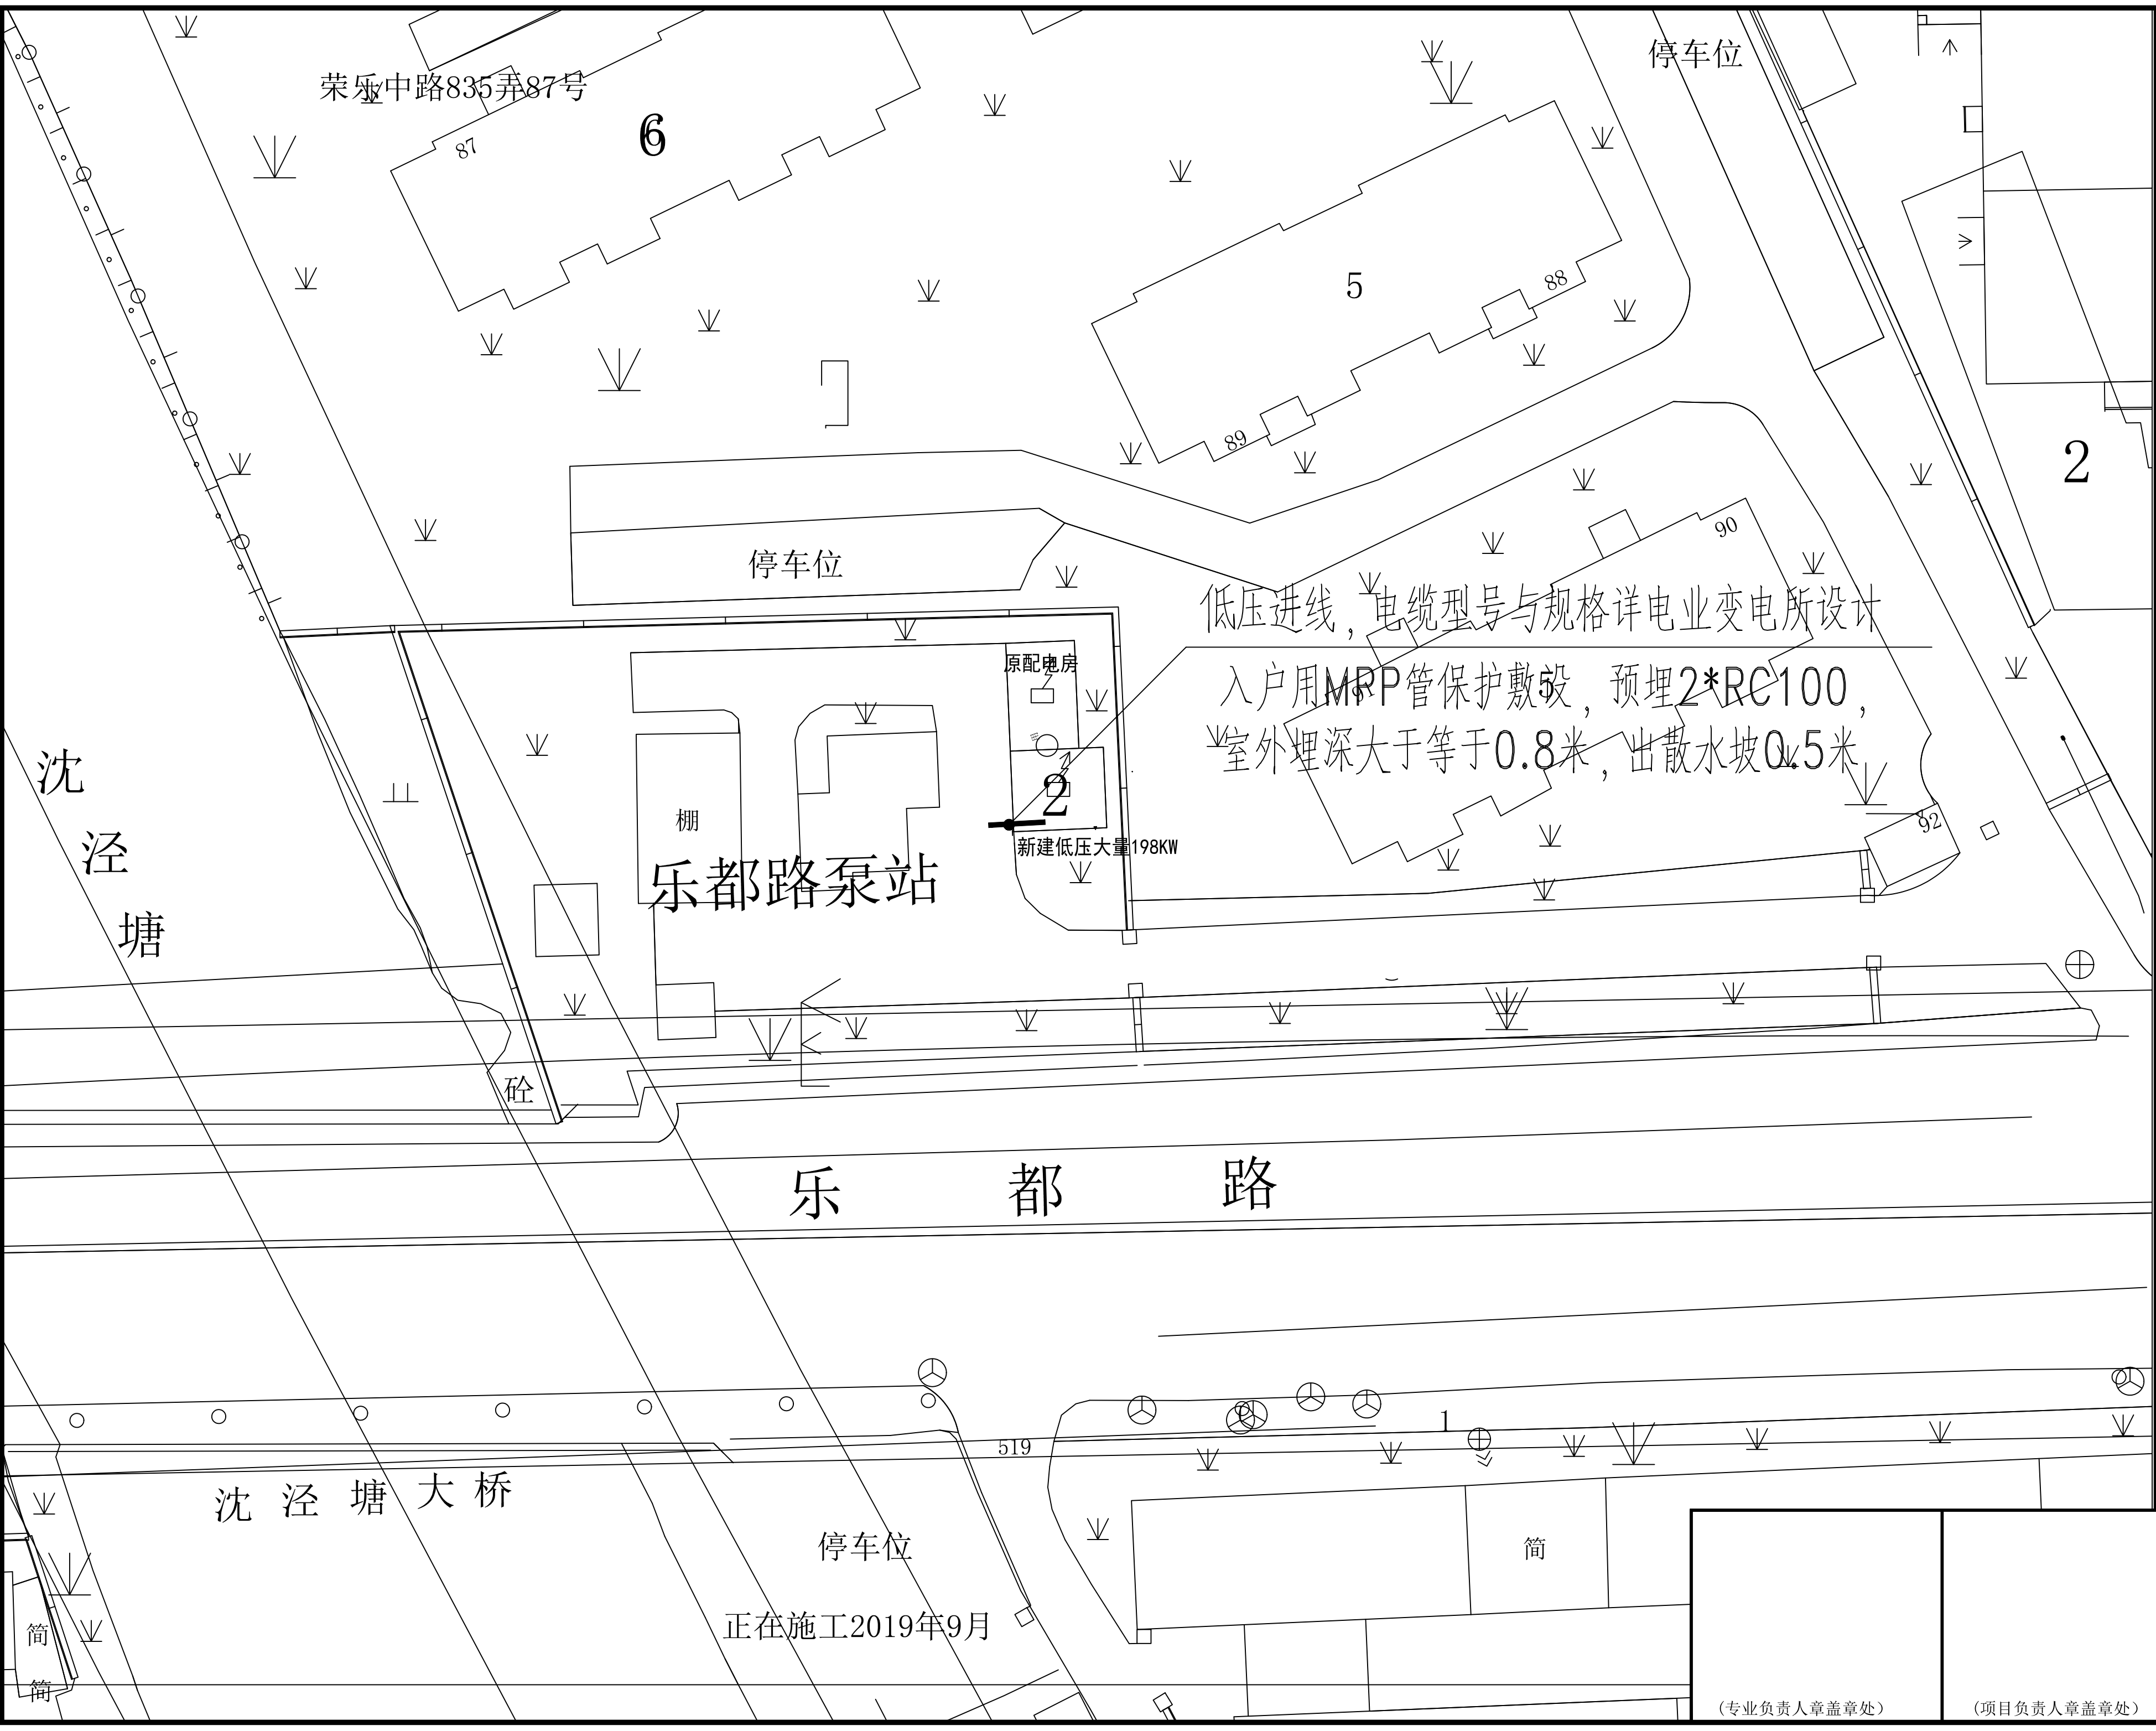 停车位
荣乐中路835弄87号
87
6
6
5
88
89
2
90
停车位
低压进线，电缆型号与规格详电业变电所设计
入户用MPP管保护敷设，预埋2*RC100，
室外埋深大于等于0.8米，出散水坡0.5米
91
5
原配电房
2
新建低压大量198KW
92
棚
乐都路泵站
沈泾塘
砼
乐都路
1
519
沈泾塘大桥
停车位
简
正在施工2019年9月
简
简
(专业负责人章盖章处)
(项目负责人章盖章处)